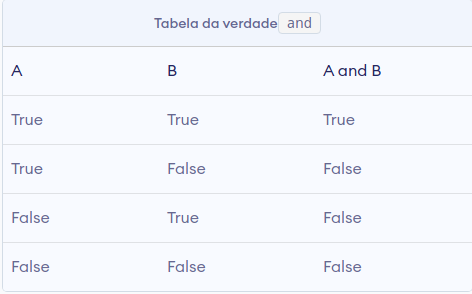 Tabela da verdade and
A B A and B
True True True
True False False
False True False
False False False